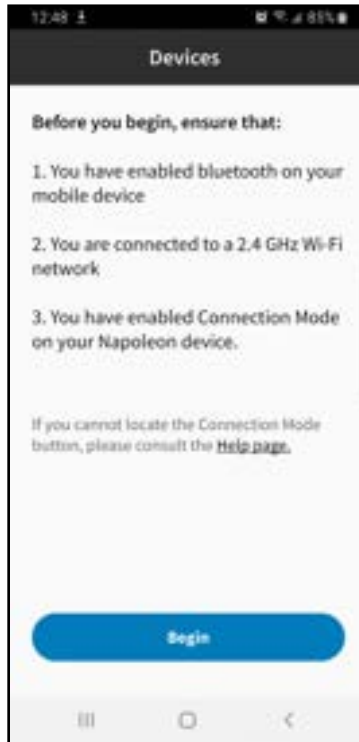 12:48
85%
Devices
Before you begin, ensure that:
1. You have enabled bluetooth on your
mobile device
2. You are connected to a 2.4 GHz Wi-Fi
network
3. You have enabled Connection Mode
on your Napoleon device.
If you cannot locate the Connection Mode
button, please consult the Help page.
Begin